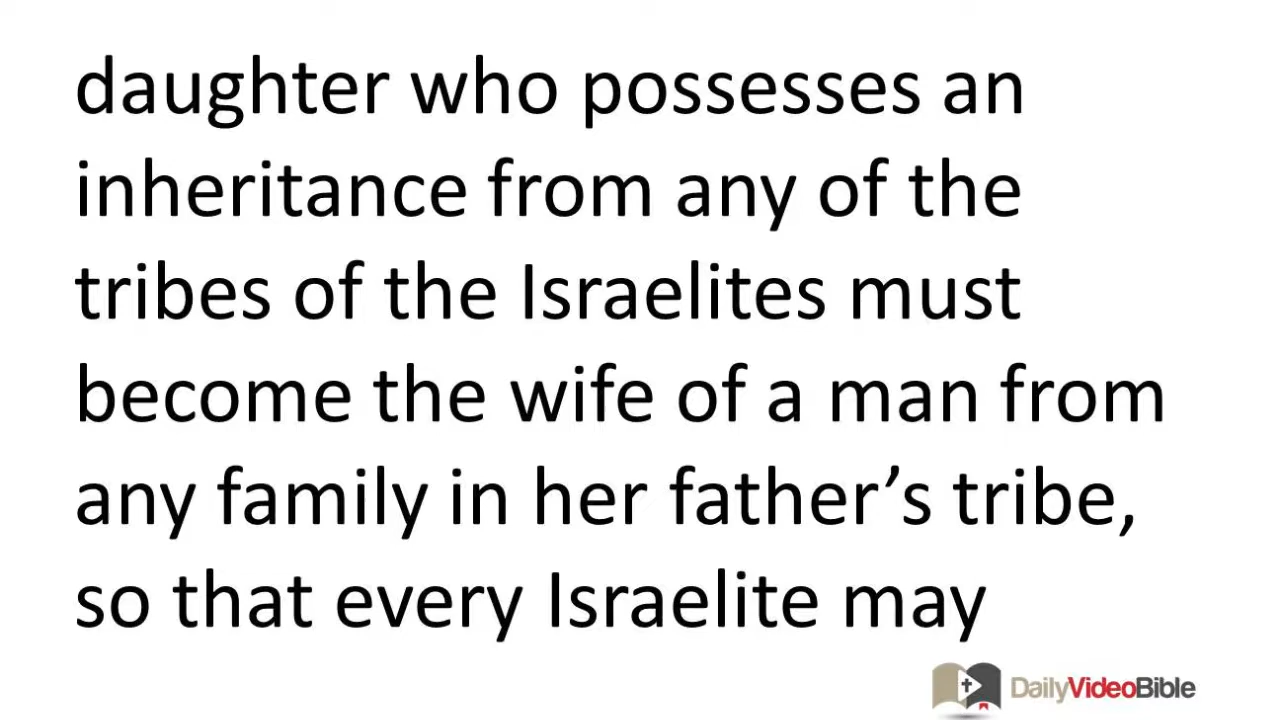 daughter who possesses an
inheritance from any of the
tribes of the Israelites must
become the wife of a man from
any family in her father’s tribe,
so that every Israelite may
DailyVideoBible